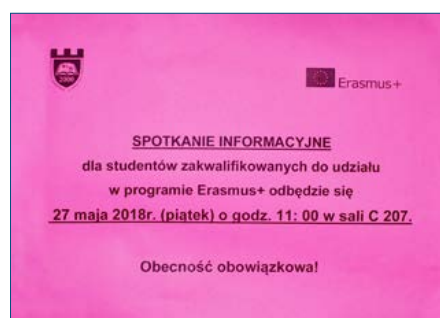 2000
Erasmus+
SPOTKANIE INFORMACYJNE
dla studentów zakwalifikowanych do udziału
w programie Erasmus+ odbędzie się
27 maja 2018r. (piątek) o godz. 11: 00 w sali C 207.
Obecność obowiązkowa!